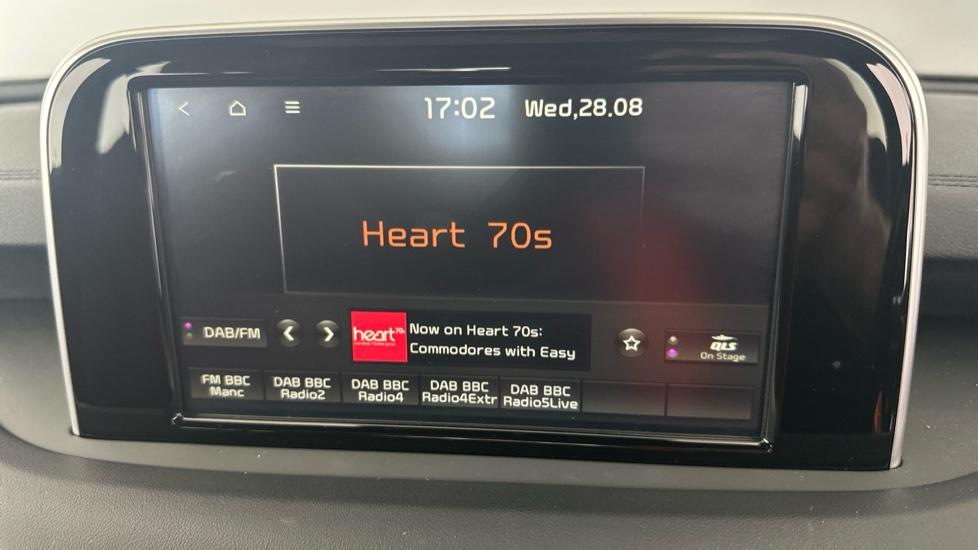 17:02 Wed,28.08
Heart 70s
DAB/FM
heart 70s
Now on Heart 70s:
Commodores with Easy
QLS
On Stage
FM BBC
Manc
DAB BBC
Radio2
DAB BBC
Radio4
DAB BBC
Radio4Extr
DAB BBC
Radio5Live